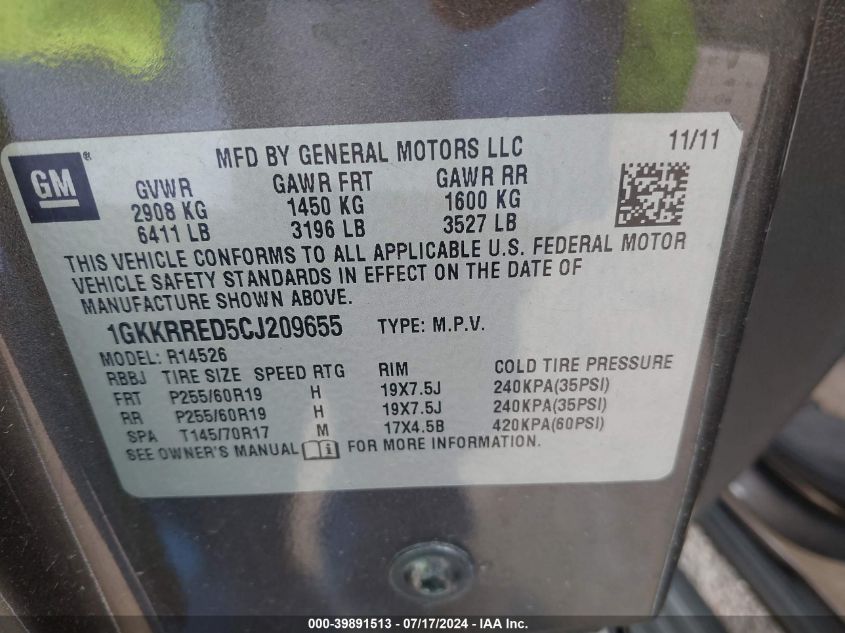 MFD BY GENERAL MOTORS LLC 11/11
GM®
GVWR GAWR FRT GAWR RR
2908 KG 1450 KG 1600 KG
6411 LB 3196 LB 3527 LB
THIS VEHICLE CONFORMS TO ALL APPLICABLE U.S. FEDERAL MOTOR
VEHICLE SAFETY STANDARDS IN EFFECT ON THE DATE OF
MANUFACTURE SHOWN ABOVE.
1GKKRRED5CJ209655 TYPE: M.P.V.
MODEL: R14526
RBBJ TIRE SIZE SPEED RTG RIM COLD TIRE PRESSURE
FRT P255/60R19 H 19X7.5J 240KPA(35PSI)
RR P255/60R19 H 19X7.5J 240KPA(35PSI)
SPA T145/70R17 M 17X4.5B 420KPA(60PSI)
SEE OWNER'S MANUAL FOR MORE INFORMATION.
000-39891513 - 07/17/2024 - IAA Inc.